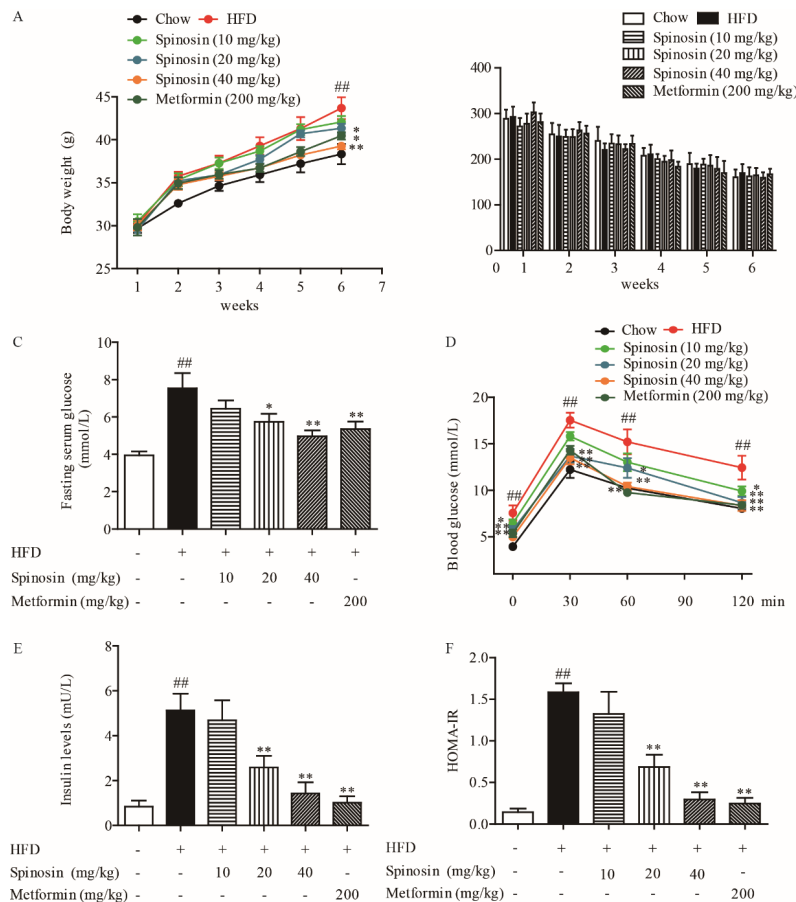 A
Chow HFD
Spinosin (10 mg/kg)
Spinosin (20 mg/kg)
Spinosin (40 mg/kg)
Metformin (200 mg/kg)
##
45
40
35
30
25
*
*
**
Body weight (g)
1 2 3 4 5 6 7
weeks
Chow HFD
Spinosin (10 mg/kg)
Spinosin (20 mg/kg)
Spinosin (40 mg/kg)
Metformin (200 mg/kg)
400
300
200
100
0
0 1 2 3 4 5 6
weeks
C
Fasting serum glucose
(mmol/L)
10
8
6
4
2
0
##
*
**
**
HFD - + + + + +
Spinosin (mg/kg) - - 10 20 40 -
Metformin (mg/kg) - - - - - 200
D
Chow HFD
Spinosin (10 mg/kg)
Spinosin (20 mg/kg)
Spinosin (40 mg/kg)
Metformin (200 mg/kg)
Blood glucose (mmol/L)
20
15
10
5
## ## ## ##
*
**
**
**
**
**
*
**
**
*
**
**
**
0 30 60 90 120 min
E
Insulin levels (mU/L)
8
6
4
2
0
##
**
**
**
HFD - + + + + +
Spinosin (mg/kg) - - 10 20 40 -
Metformin (mg/kg) - - - - - 200
F
HOMA-IR
2.0
1.5
1.0
0.5
0.0
##
**
**
**
HFD - + + + + +
Spinosin (mg/kg) - - 10 20 40 -
Metformin (mg/kg) - - - - - 200